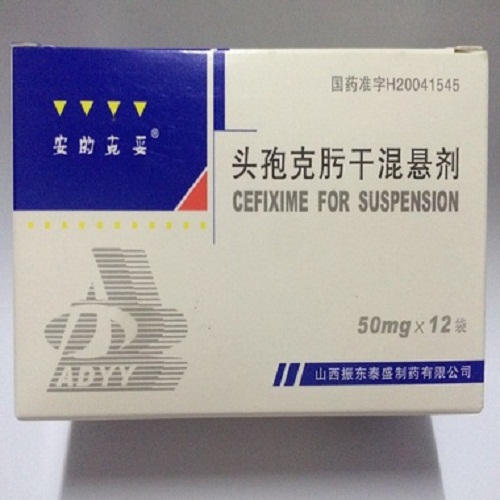 国药准字H20041545
安的克妥®
头孢克肟干混悬剂
CEFIXIME FOR SUSPENSION
ADYY
50mg×12袋
山西振东泰盛制药有限公司